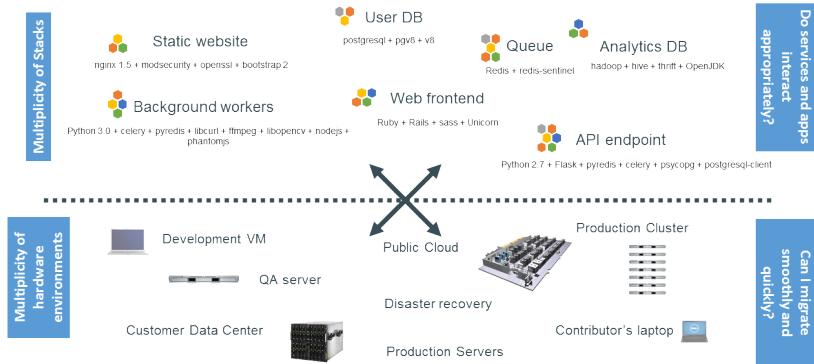 Multiplicity of Stacks
Static website
nginx 1.5 + modsecurity + openssl + bootstrap 2
User DB
postgresql + pgv8 + v8
Queue
Redis + redis-sentinel
Analytics DB
hadoop + hive + thrift + OpenJDK
Background workers
Python 3.0 + celery + pyredis + libcurl + ffmpeg + libopencv + nodejs +
phantomjs
Web frontend
Ruby + Rails + sass + Unicorn
API endpoint
Python 2.7 + Flask + pyredis + celery + psycopg + postgresql-client
Do services and apps
interact
appropriately?
Multiplicity of
hardware
environments
Development VM
QA server
Customer Data Center
Public Cloud
Disaster recovery
Production Servers
Production Cluster
Contributor’s laptop
Can I migrate
smoothly and
quickly?